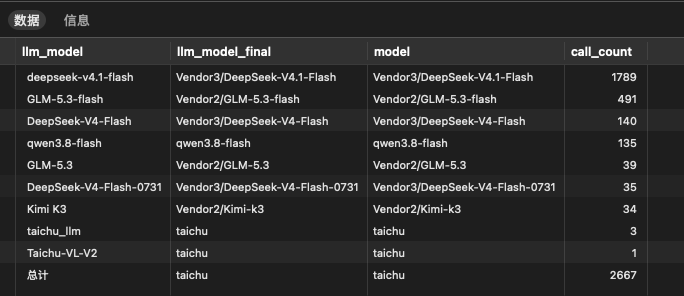 数据 信息
llm_model llm_model_final model call_count
deepseek-v4.1-flash Vendor3/DeepSeek-V4.1-Flash Vendor3/DeepSeek-V4.1-Flash 1789
GLM-5.3-flash Vendor2/GLM-5.3-flash Vendor2/GLM-5.3-flash 491
DeepSeek-V4-Flash Vendor3/DeepSeek-V4-Flash Vendor3/DeepSeek-V4-Flash 140
qwen3.8-flash qwen3.8-flash qwen3.8-flash 135
GLM-5.3 Vendor2/GLM-5.3 Vendor2/GLM-5.3 39
DeepSeek-V4-Flash-0731 Vendor3/DeepSeek-V4-Flash-0731 Vendor3/DeepSeek-V4-Flash-0731 35
Kimi K3 Vendor2/Kimi-k3 Vendor2/Kimi-k3 34
taichu_llm taichu taichu 3
Taichu-VL-V2 taichu taichu 1
总计 taichu taichu 2667